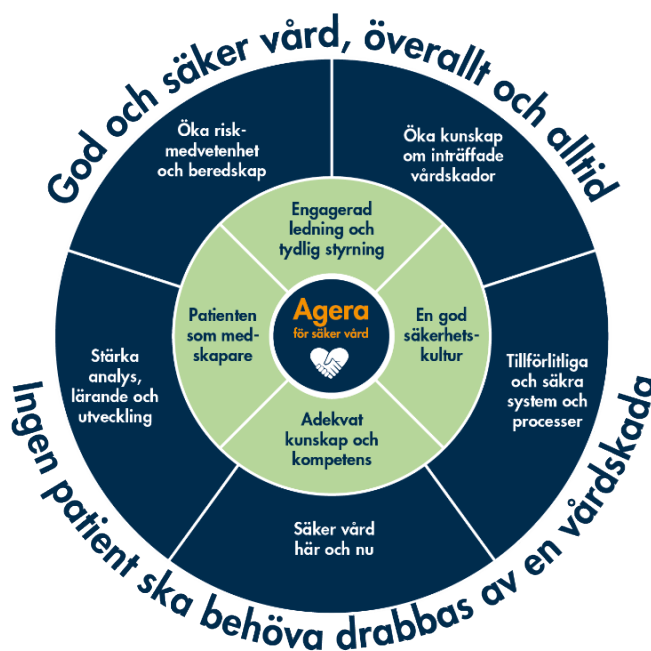 God och säker vård, överallt och alltid
Öka risk-
medvetenhet
och beredskap
Öka kunskap
om inträffade
vårdskador
Engagerad
ledning och
tydlig styrning
Patienten
som med-
skapare
Agera
för säker vård
En god
säkerhets-
kultur
Stärka
analys,
lärande och
utveckling
Tillförlitliga
och säkra
system och
processer
Adekvat
kunskap och
kompetens
Säker vård
här och nu
Ingen patient ska behöva drabbas av en vårdskada